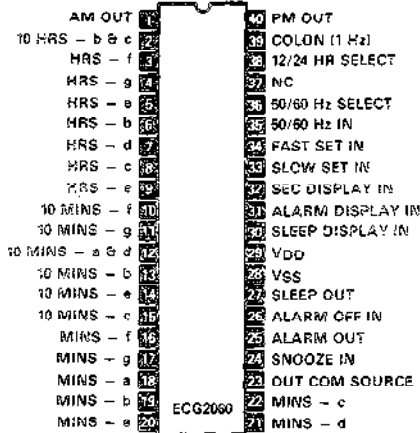 AM OUT 1 40 PM OUT
10 HRS – b & c 2 39 COLON (1 Hz)
HRS – f 3 38 12/24 HR SELECT
HRS – g 4 37 NC
HRS – a 5 36 50/60 Hz SELECT
HRS – b 6 35 50/60 Hz IN
HRS – d 7 34 FAST SET IN
HRS – c 8 33 SLOW SET IN
HRS – e 9 32 SEC DISPLAY IN
10 MINS – f 10 31 ALARM DISPLAY IN
10 MINS – g 11 30 SLEEP DISPLAY IN
10 MINS – a & d 12 29 VDD
10 MINS – b 13 28 VSS
10 MINS – e 14 27 SLEEP OUT
10 MINS – c 15 26 ALARM OFF IN
MINS – f 16 25 ALARM OUT
MINS – g 17 24 SNOOZE IN
MINS – a 18 23 OUT COM SOURCE
MINS – b 19 ECG2060 22 MINS – c
MINS – e 20 21 MINS – d